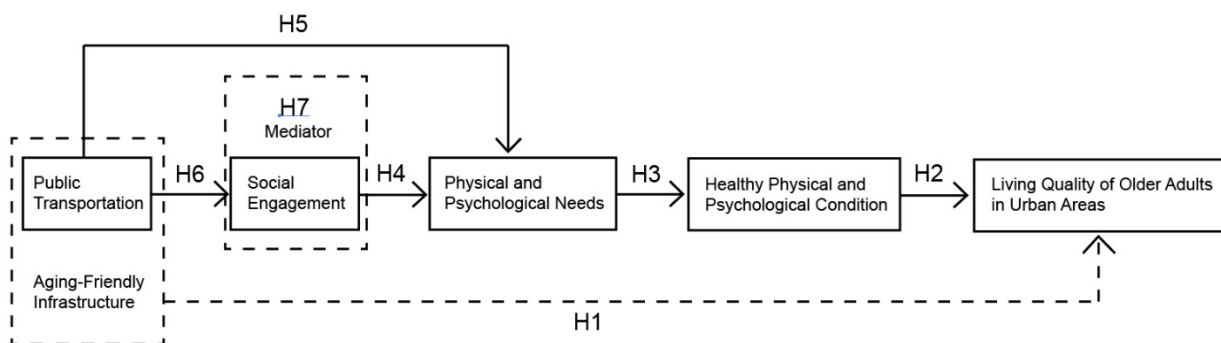 H5
H7
Mediator
Public
Transportation
H6
Social
Engagement
H4
Physical and
Psychological Needs
H3
Healthy Physical and
Psychological Condition
H2
Living Quality of Older Adults
in Urban Areas
Aging-Friendly
Infrastructure
H1